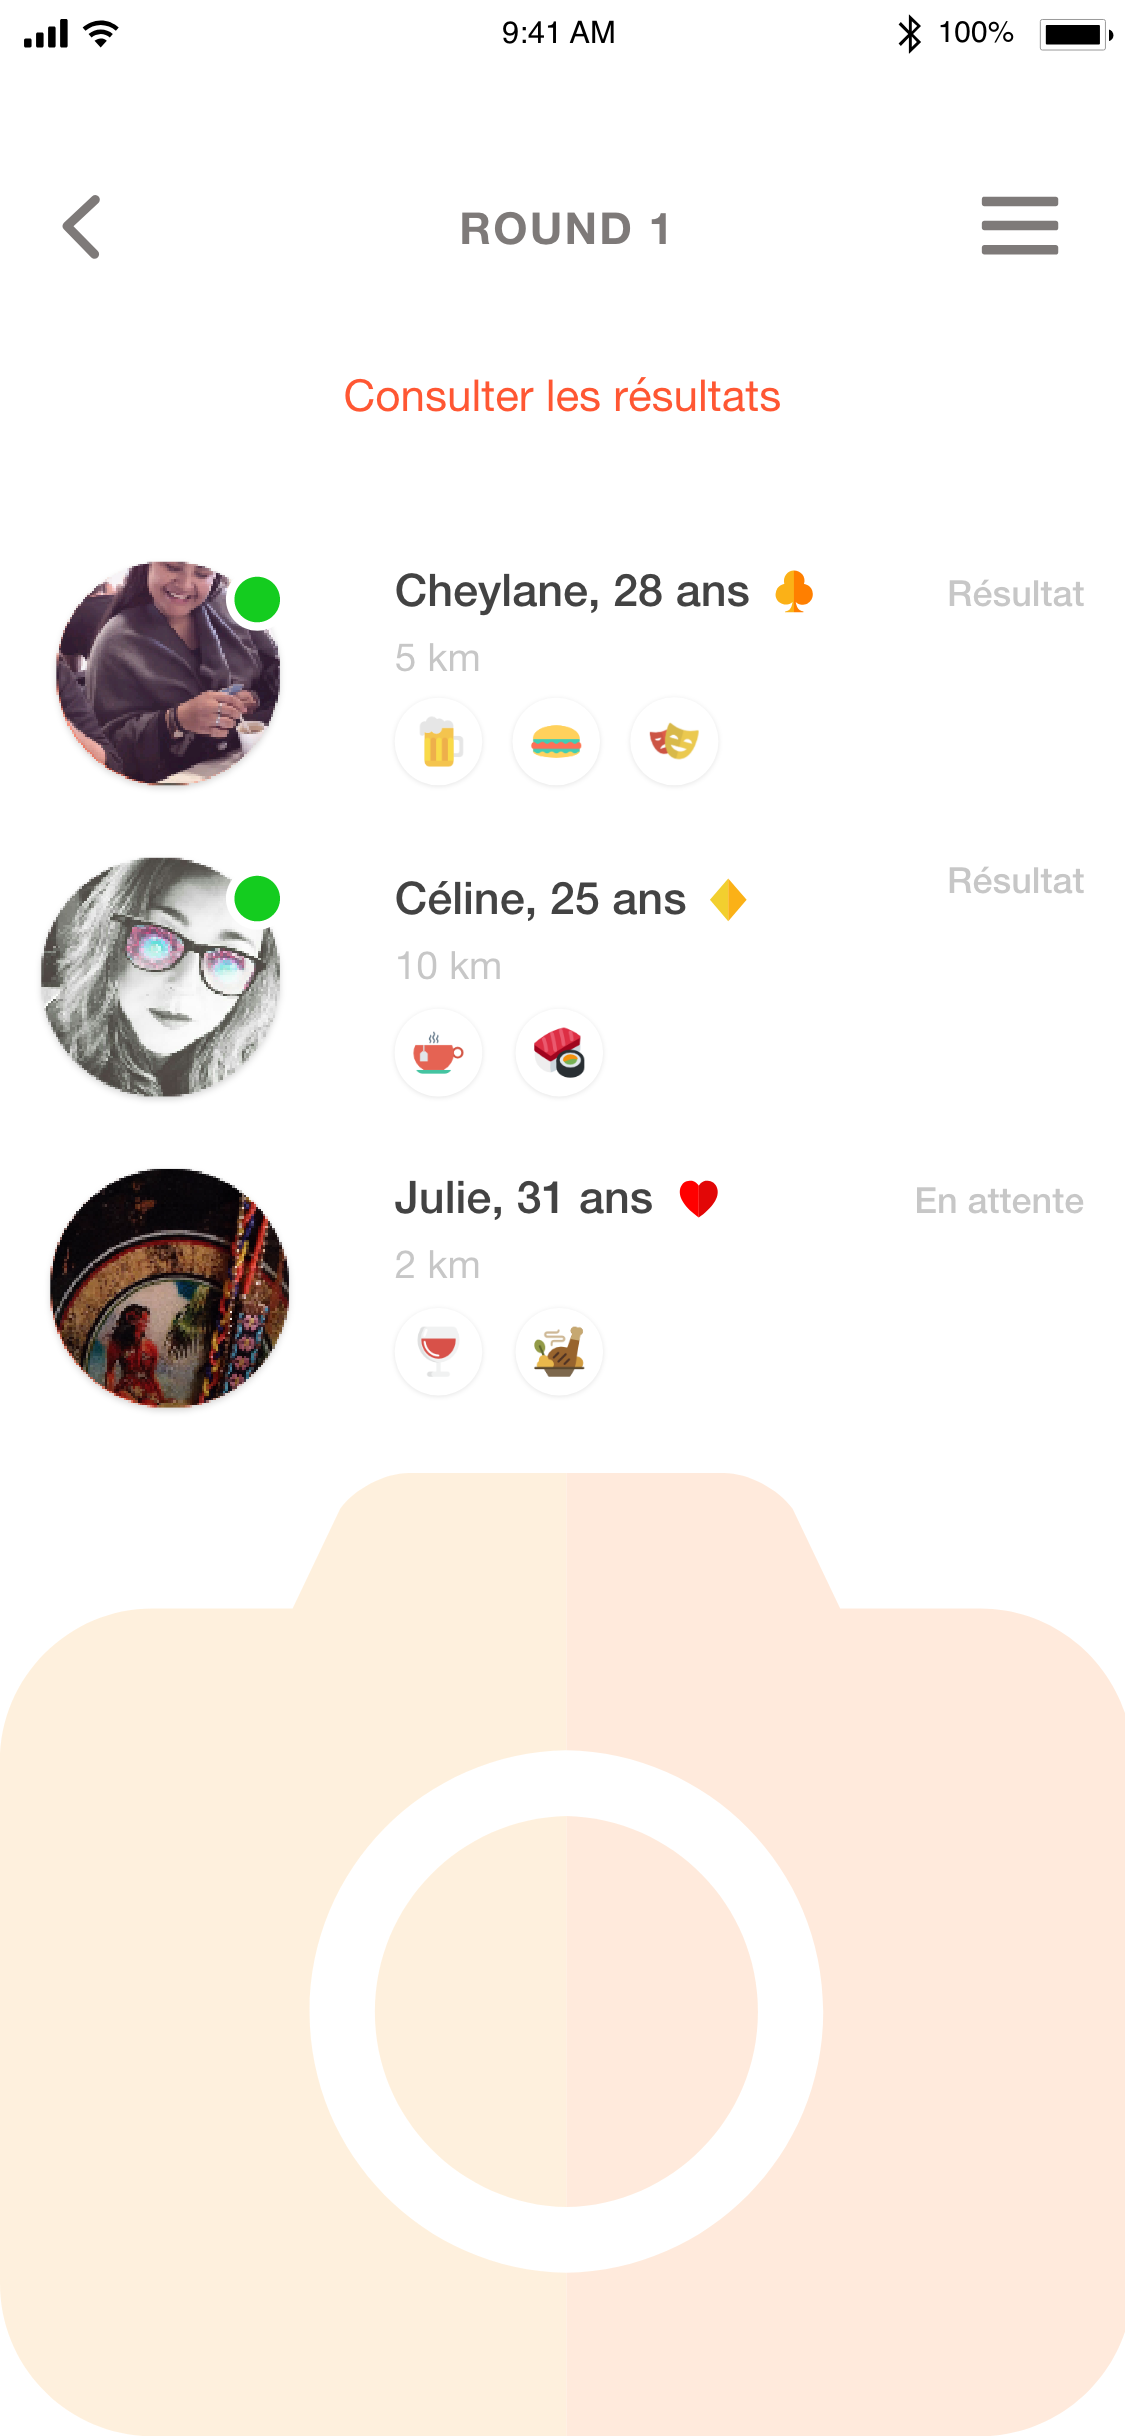 9:41 AM
100%
ROUND 1
Consulter les résultats
Cheylane, 28 ans
Résultat
5 km
Céline, 25 ans
Résultat
10 km
Julie, 31 ans
En attente
2 km